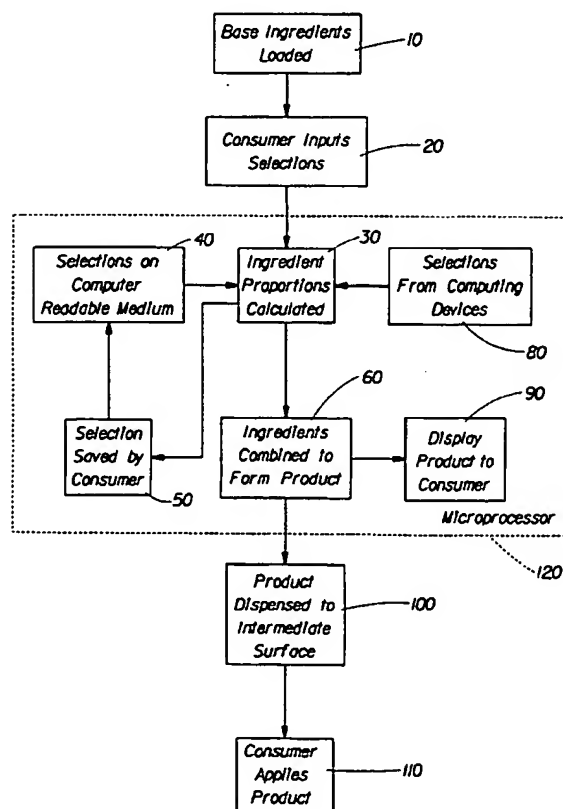 Base Ingredients
Loaded
10
Consumer Inputs
Selections
20
40
30
Selections on
Computer
Readable Medium
Ingredient
Proportions
Calculated
Selections
From Computing
Devices
80
60
90
Selection
Saved by
Consumer
50
Ingredients
Combined to
Form Product
Display
Product to
Consumer
Microprocessor
120
Product
Dispensed to
Intermediate
Surface
100
Consumer
Applies
Product
110